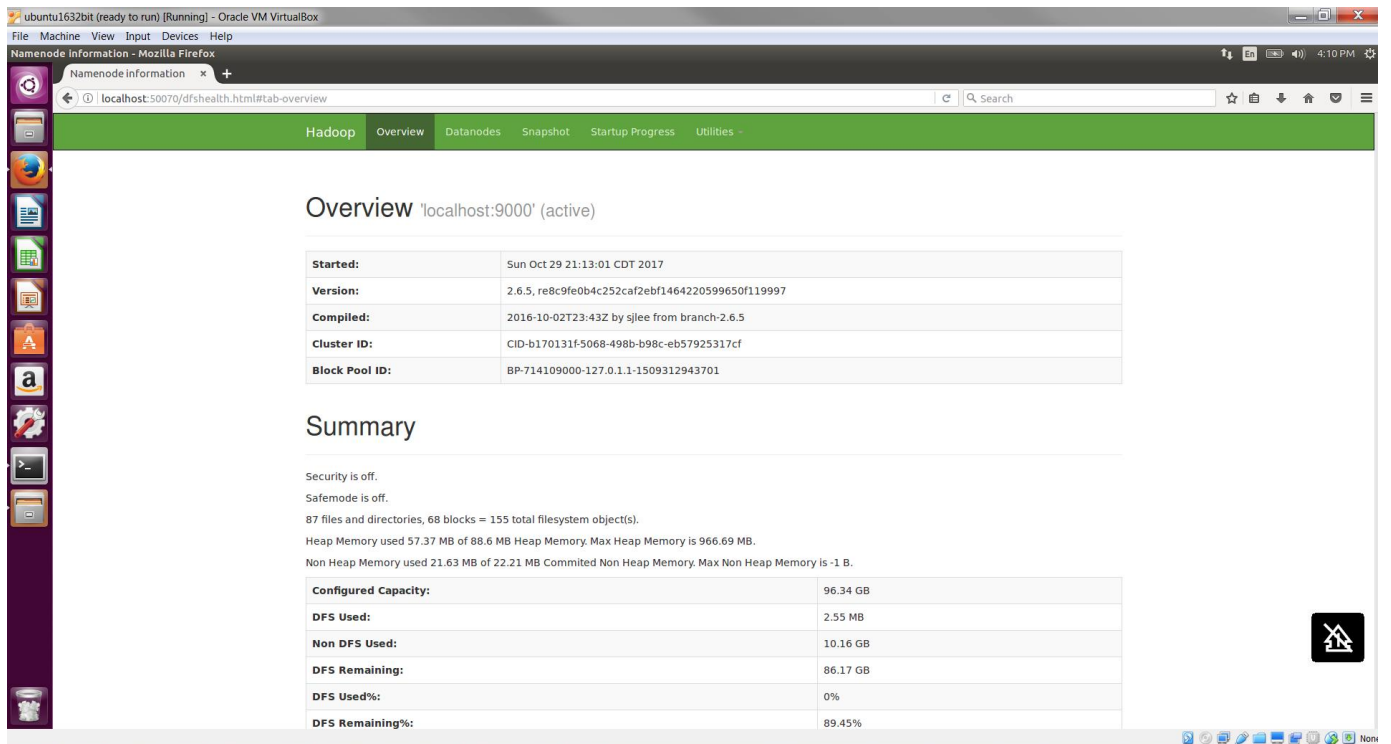 ubuntu1632bit (ready to run) [Running] - Oracle VM VirtualBox
File Machine View Input Devices Help
Namenode information - Mozilla Firefox En 4:10 PM
Namenode information × +
localhost:50070/dfshealth.html#tab-overview Search
Hadoop Overview Datanodes Snapshot Startup Progress Utilities
Overview 'localhost:9000' (active)
Started: Sun Oct 29 21:13:01 CDT 2017
Version: 2.6.5, re8c9fe0b4c252caf2ebf1464220599650f119997
Compiled: 2016-10-02T23:43Z by sjlee from branch-2.6.5
Cluster ID: CID-b170131f-5068-498b-b98c-eb57925317cf
Block Pool ID: BP-714109000-127.0.1.1-1509312943701
Summary
Security is off.
Safemode is off.
87 files and directories, 68 blocks = 155 total filesystem object(s).
Heap Memory used 57.37 MB of 88.6 MB Heap Memory. Max Heap Memory is 966.69 MB.
Non Heap Memory used 21.63 MB of 22.21 MB Commited Non Heap Memory. Max Non Heap Memory is -1 B.
Configured Capacity: 96.34 GB
DFS Used: 2.55 MB
Non DFS Used: 10.16 GB
DFS Remaining: 86.17 GB
DFS Used%: 0%
DFS Remaining%: 89.45%
None